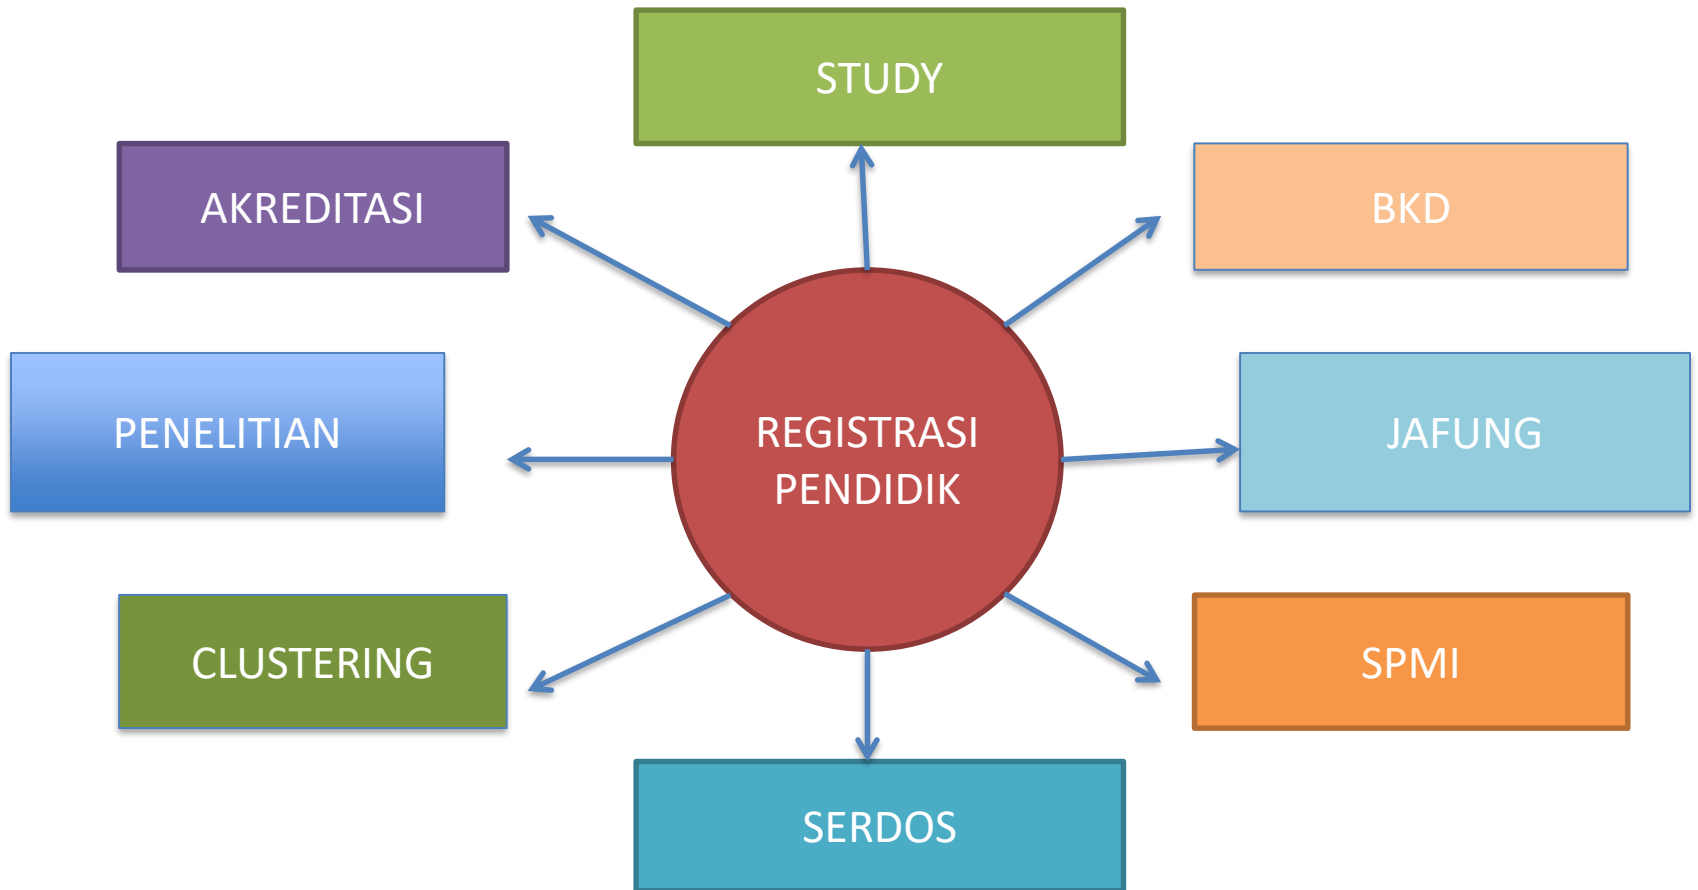 STUDY
AKREDITASI
BKD
PENELITIAN
REGISTRASI
PENDIDIK
JAFUNG
CLUSTERING
SPMI
SERDOS